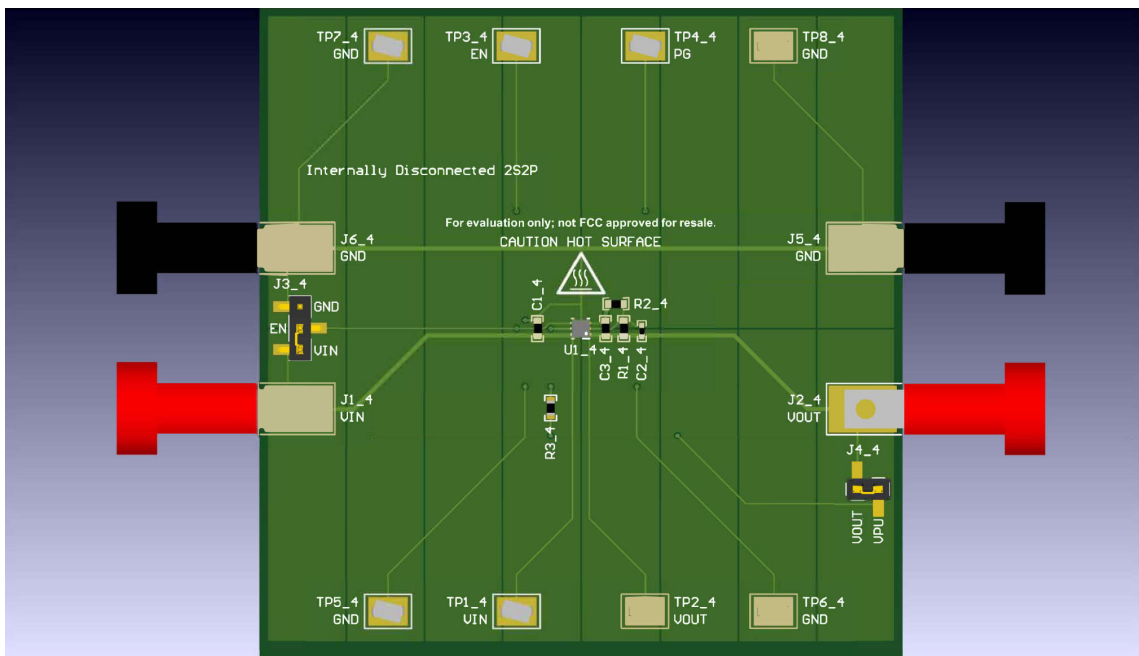 TP7_4
GND
TP3_4
EN
TP4_4
PG
TP8_4
GND
Internally Disconnected 2S2P
For evaluation only; not FCC approved for resale.
CAUTION HOT SURFACE
J6_4
GND
J5_4
GND
J3_4
GND
EN
VIN
C1_4
R2_4
U1_4
C3_4
R1_4
C2_4
J1_4
VIN
J2_4
VOUT
R3_4
J4_4
VOUT
VPU
TP5_4
GND
TP1_4
VIN
TP2_4
VOUT
TP6_4
GND